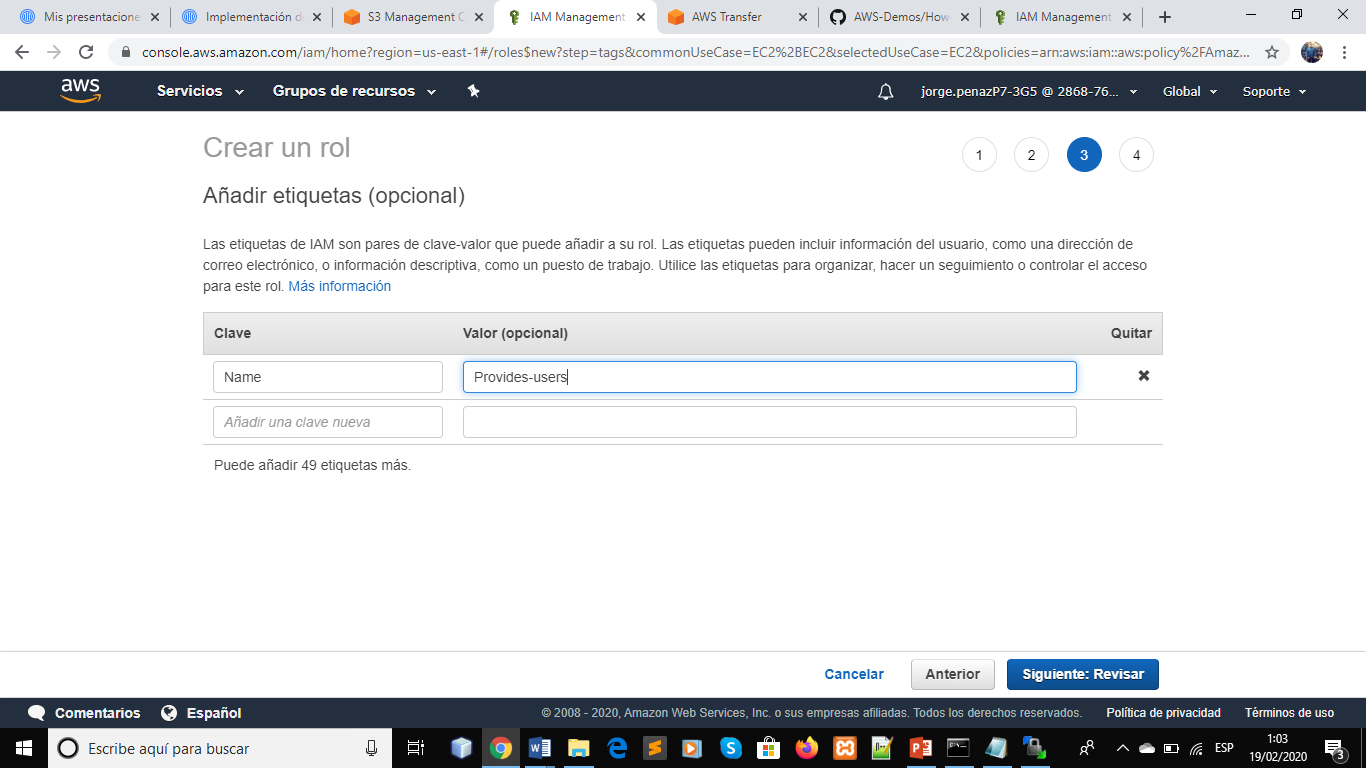 Mis presentacione
Implementación d
S3 Management C
IAM Management
AWS Transfer
AWS-Demos/How
IAM Management
console.aws.amazon.com/iam/home?region=us-east-1#/roles$new?step=tags&commonUseCase=EC2%2BEC2&selectedUseCase=EC2&policies=arn:aws:iam::aws:policy%2FAmaz...
aws
Servicios
Grupos de recursos
jorge.penazP7-3G5 @ 2868-76...
Global
Soporte
Crear un rol
1
2
3
4
Añadir etiquetas (opcional)
Las etiquetas de IAM son pares de clave-valor que puede añadir a su rol. Las etiquetas pueden incluir información del usuario, como una dirección de
correo electrónico, o información descriptiva, como un puesto de trabajo. Utilice las etiquetas para organizar, hacer un seguimiento o controlar el acceso
para este rol. Más información
Clave
Valor (opcional)
Quitar
Name
Provides-users
Añadir una clave nueva
Puede añadir 49 etiquetas más.
Cancelar
Anterior
Siguiente: Revisar
Comentarios
Español
© 2008 - 2020, Amazon Web Services, Inc. o sus empresas afiliadas. Todos los derechos reservados.
Política de privacidad
Términos de uso
Escribe aquí para buscar
ESP
1:03
19/02/2020
3